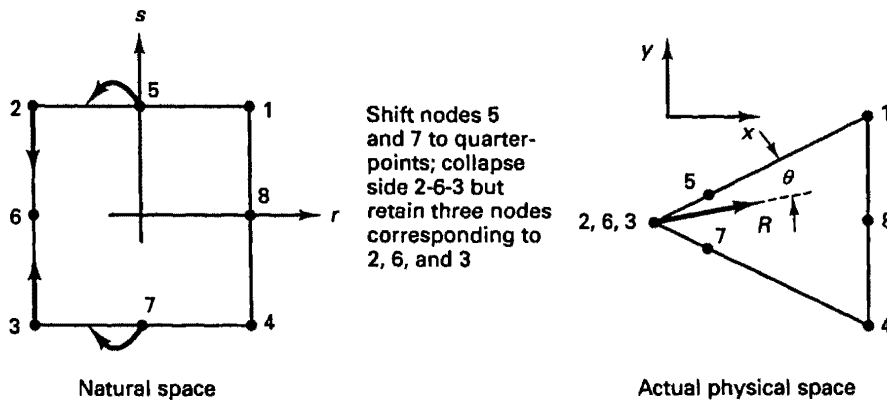 s
y
5
2
1
1
Shift nodes 5
and 7 to quarter-
points; collapse
side 2-6-3 but
retain three nodes
corresponding to
2, 6, and 3
x
θ
5
8
6
r
2, 6, 3
R
8
7
7
3
4
4
Natural space
Actual physical space